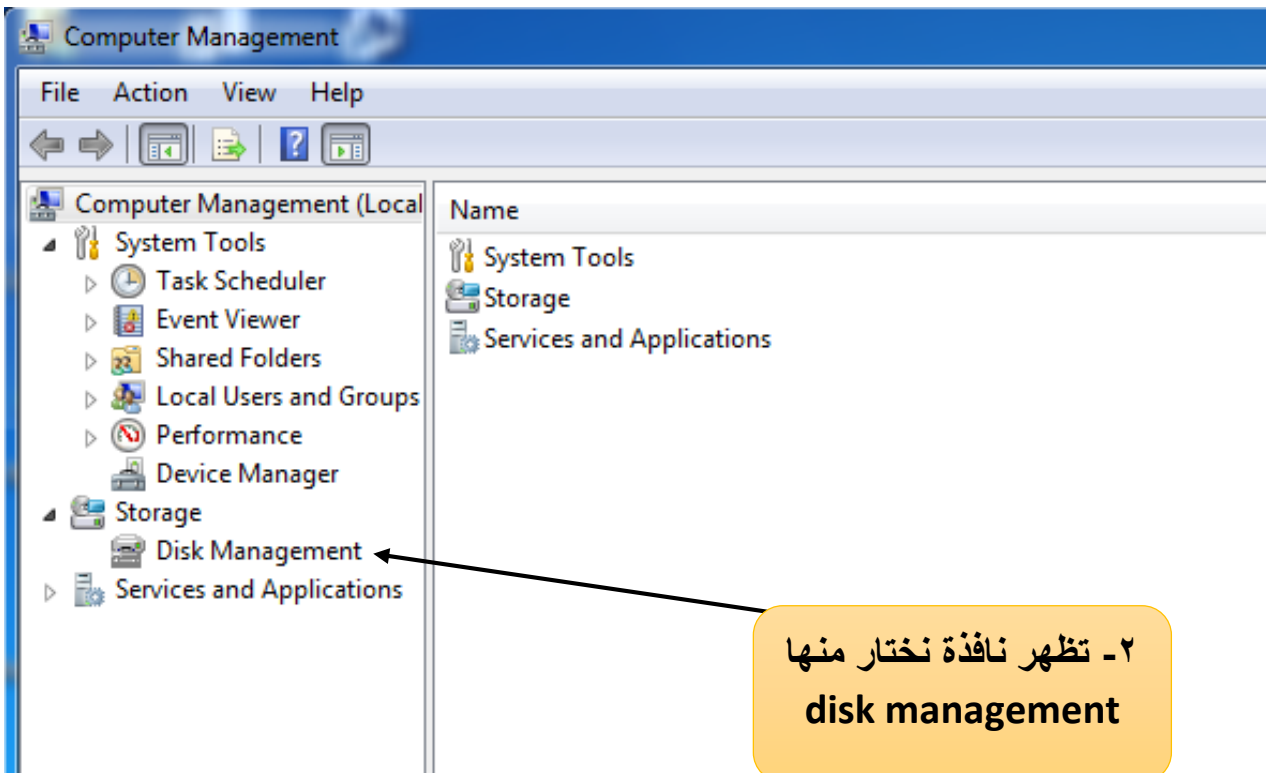 Computer Management
File Action View Help
Computer Management (Local
System Tools
Task Scheduler
Event Viewer
Shared Folders
Local Users and Groups
Performance
Device Manager
Storage
Disk Management
Services and Applications
Name
System Tools
Storage
Services and Applications
٢- تظهر نافذة نختار منها
disk management